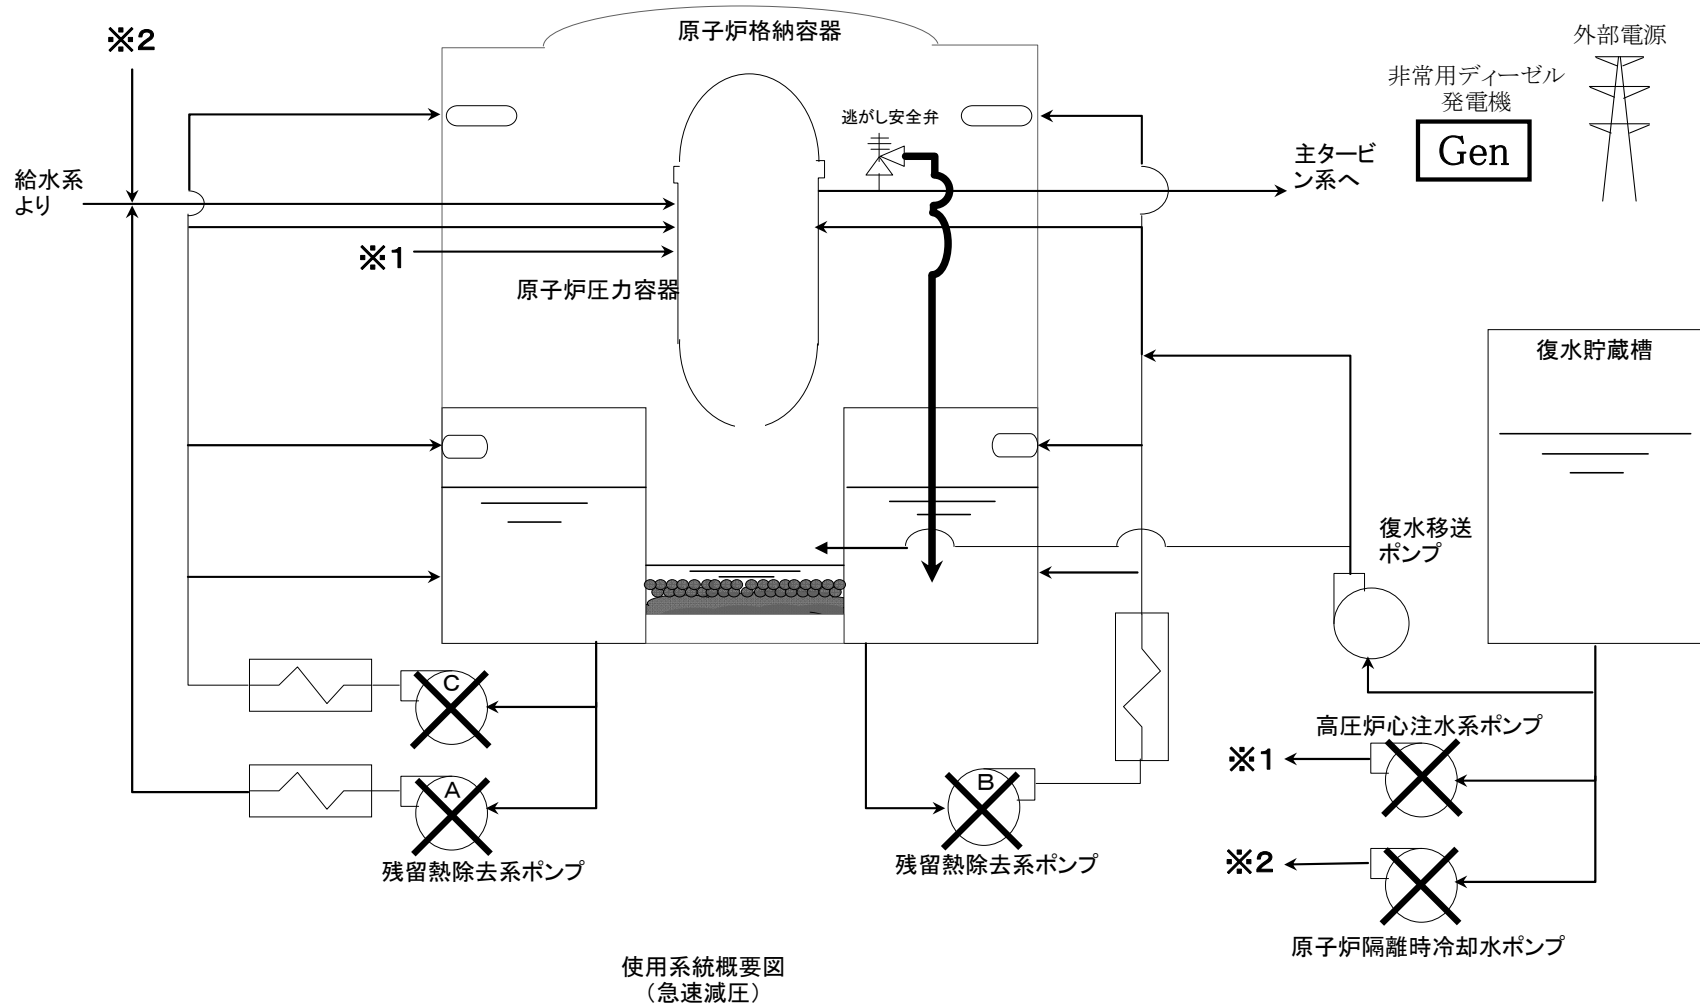 ※2
原子炉格納容器
外部電源
非常用ディーゼル
発電機
Gen
逃がし安全弁
主タービ
ン系へ
給水系
より
※1
原子炉圧力容器
復水貯蔵槽
復水移送
ポンプ
C
高圧炉心注水系ポンプ
※1
A
B
残留熱除去系ポンプ
残留熱除去系ポンプ
※2
原子炉隔離時冷却水ポンプ
使用系統概要図
（急速減圧）